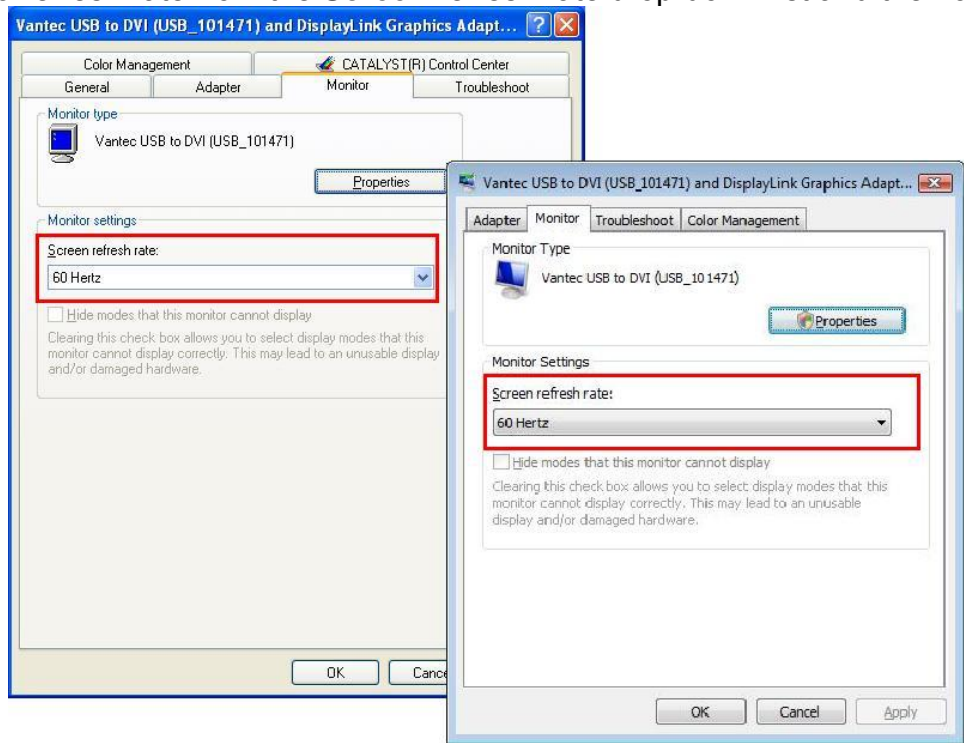 Vantec USB to DVI (USB_101471) and DisplayLink Graphics Adapt...
Color Management
CATALYST(R) Control Center
General
Adapter
Monitor
Troubleshoot
Monitor type
Vantec USB to DVI (USB_101471)
Properties
Monitor settings
Screen refresh rate:
60 Hertz
Hide modes that this monitor cannot display
Clearing this check box allows you to select display modes that this
monitor cannot display correctly. This may lead to an unusable display
and/or damaged hardware.
OK
Vantec USB to DVI (USB_101471) and DisplayLink Graphics Adapt...
Adapter
Monitor
Troubleshoot
Color Management
Monitor Type
Vantec USB to DVI (USB_101471)
Properties
Monitor Settings
Screen refresh rate:
60 Hertz
Hide modes that this monitor cannot display
Clearing this check box allows you to select display modes that this
monitor cannot display correctly. This may lead to an unusable
display and/or damaged hardware.
OK
Cancel
Apply